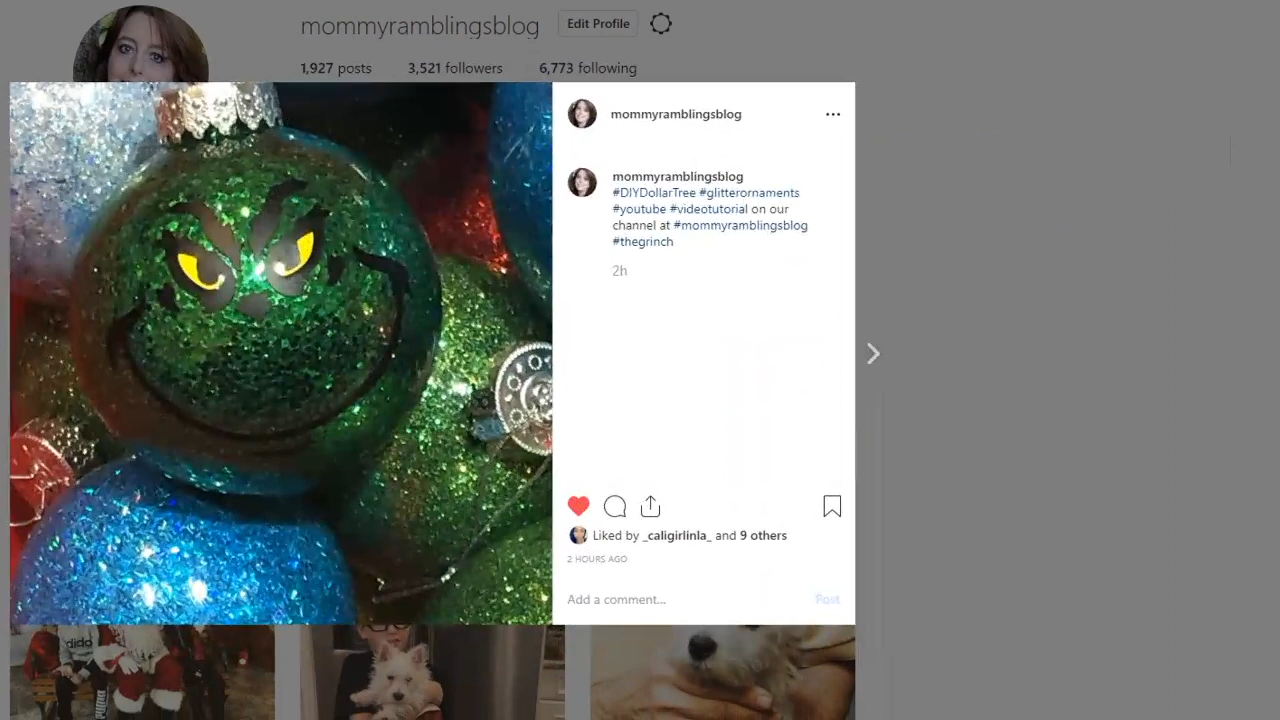 mommyramblingsblog
Edit Profile
1,927 posts 3,521 followers 6,773 following
mommyramblingsblog
mommyramblingsblog
#DIYDollarTree #glitterornaments
#youtube #videotutorial on our
channel at #mommyramblingsblog
#thegrinch
2h
Liked by _caligirlinla_ and 9 others
2 HOURS AGO
Add a comment...
Post